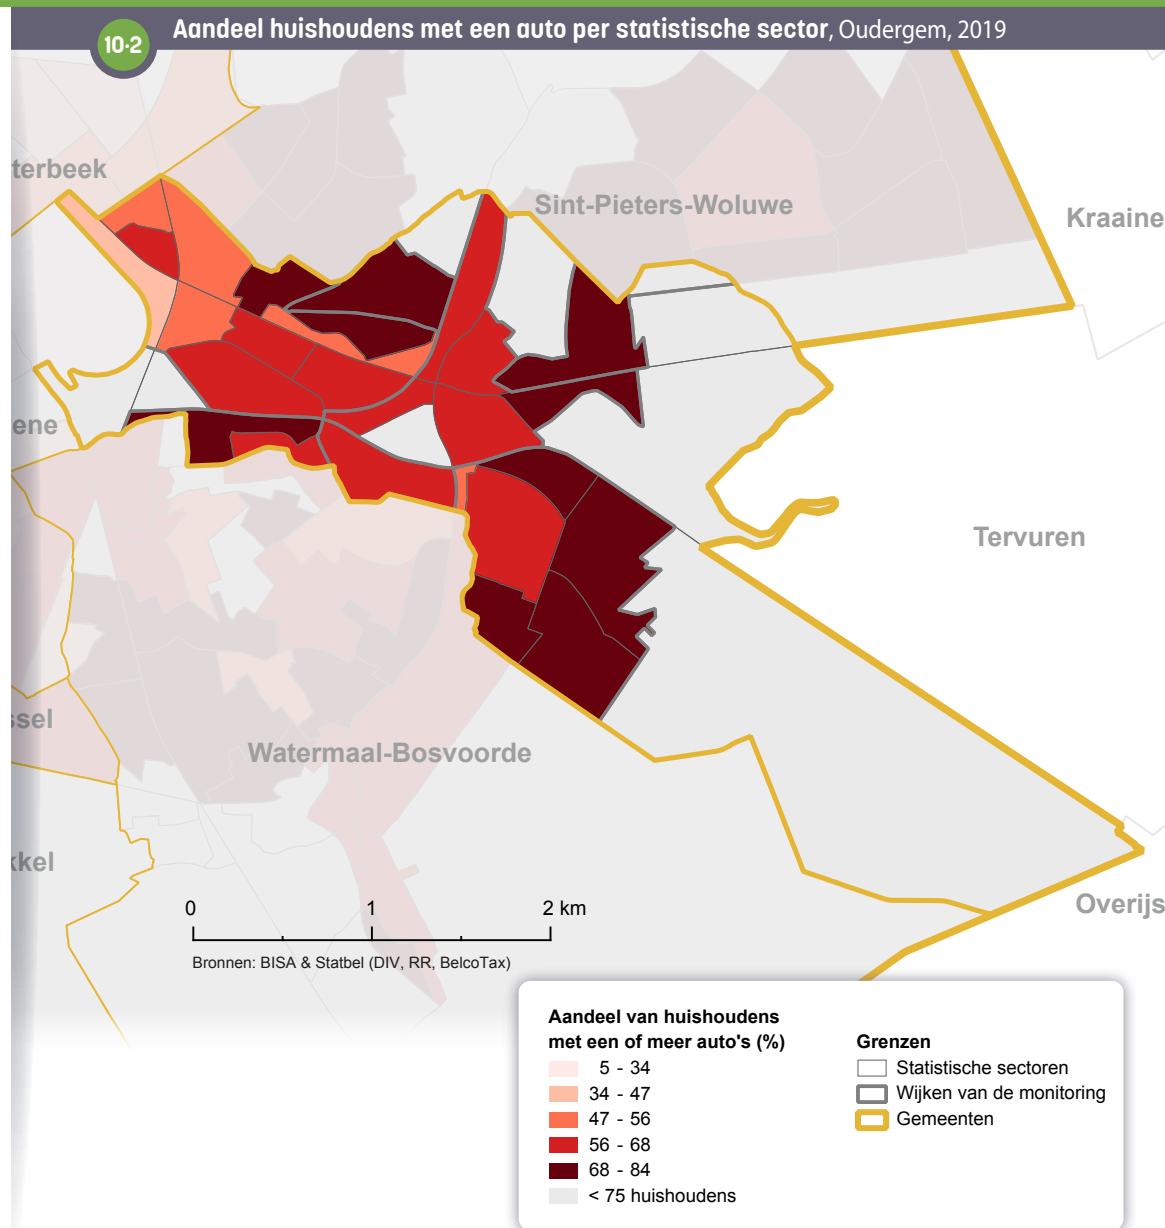 10·2
Aandeel huishoudens met een auto per statistische sector, Oudergem, 2019
terbeek
Sint-Pieters-Woluwe
Kraaine
ene
Tervuren
ssel
Watermaal-Bosvoorde
kkel
Overijs
0 1 2 km
Bronnen: BISA & Statbel (DIV, RR, BelcoTax)
Aandeel van huishoudens
met een of meer auto's (%)
5 - 34
34 - 47
47 - 56
56 - 68
68 - 84
< 75 huishoudens
Grenzen
Statistische sectoren
Wijken van de monitoring
Gemeenten